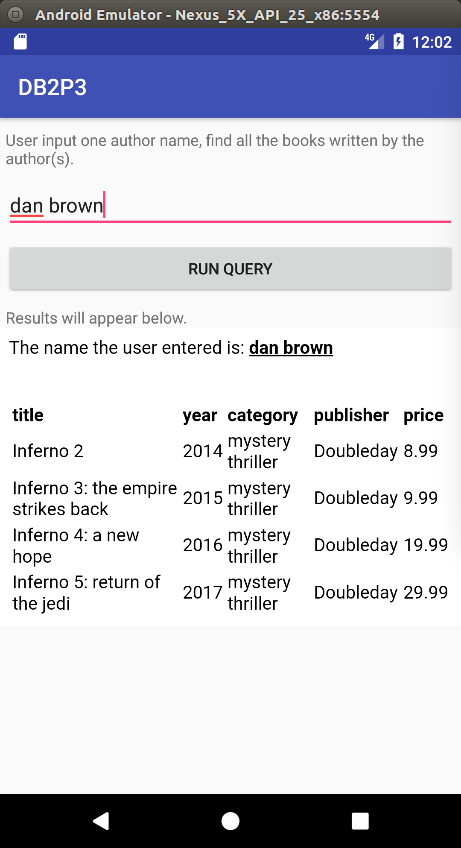 Android Emulator - Nexus_5X_API_25_x86:5554
4G 12:02
DB2P3
User input one author name, find all the books written by the
author(s).
dan brown
RUN QUERY
Results will appear below.
The name the user entered is: dan brown
title year category publisher price
Inferno 2 2014 mystery thriller Doubleday 8.99
Inferno 3: the empire strikes back 2015 mystery thriller Doubleday 9.99
Inferno 4: a new hope 2016 mystery thriller Doubleday 19.99
Inferno 5: return of the jedi 2017 mystery thriller Doubleday 29.99